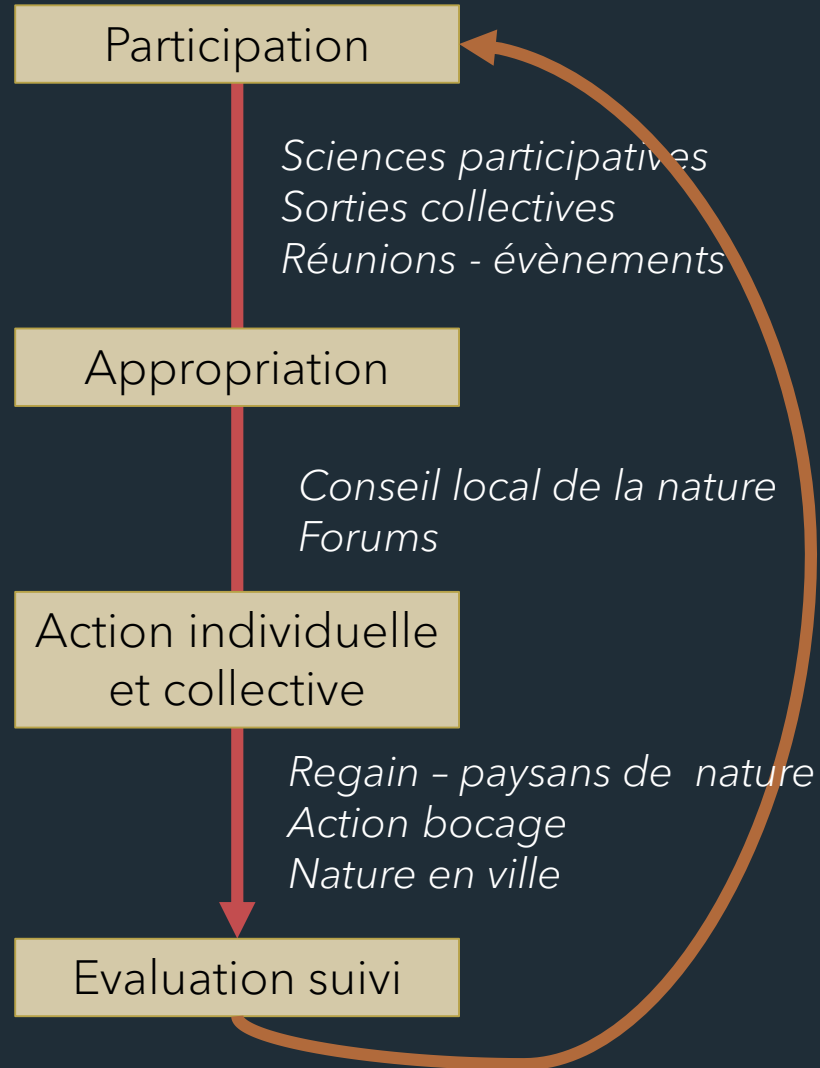 Participation
Sciences participatives
Sorties collectives
Réunions - évènements
Appropriation
Conseil local de la nature
Forums
Action individuelle
et collective
Regain – paysans de  nature
Action bocage
Nature en ville
Evaluation suivi